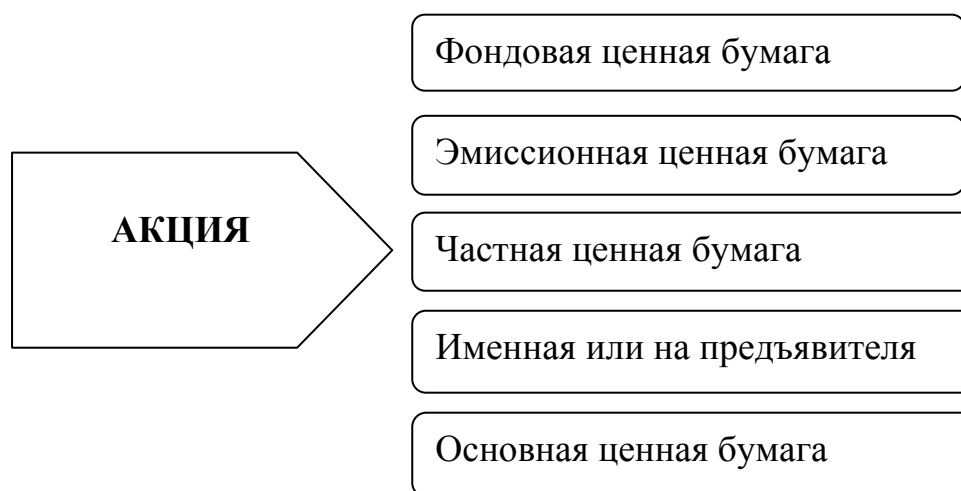 Фондовая ценная бумага
Эмиссионная ценная бумага
АКЦИЯ
Частная ценная бумага
Именная или на предъявителя
Основная ценная бумага